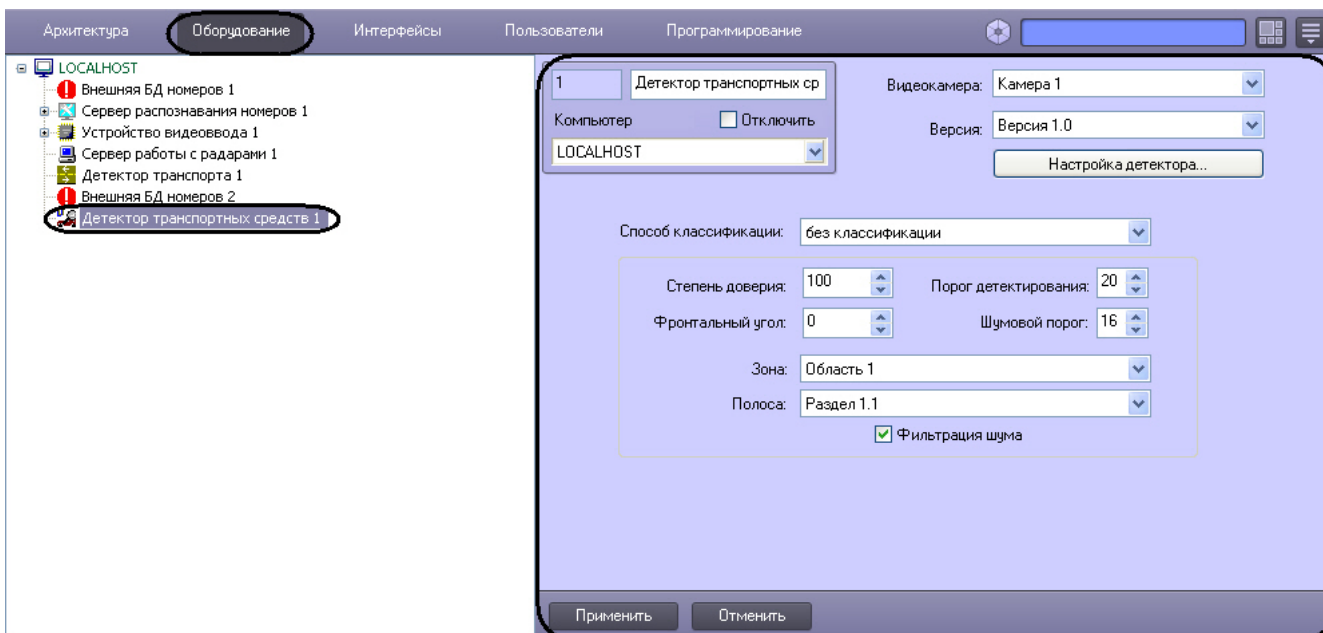 Архитектура Оборудование Интерфейсы Пользователи Программирование
LOCALHOST
Внешняя БД номеров 1
Сервер распознавания номеров 1
Устройство видеоввода 1
Сервер работы с радарами 1
Детектор транспорта 1
Внешняя БД номеров 2
Детектор транспортных средств 1
1 Детектор транспортных ср
Компьютер Отключить
LOCALHOST
Видеокамера: Камера 1
Версия: Версия 1.0
Настройка детектора...
Способ классификации: без классификации
Степень доверия: 100 Порог детектирования: 20
Фронтальный угол: 0 Шумовой порог: 16
Зона: Область 1
Полоса: Раздел 1.1
Фильтрация шума
Применить Отменить